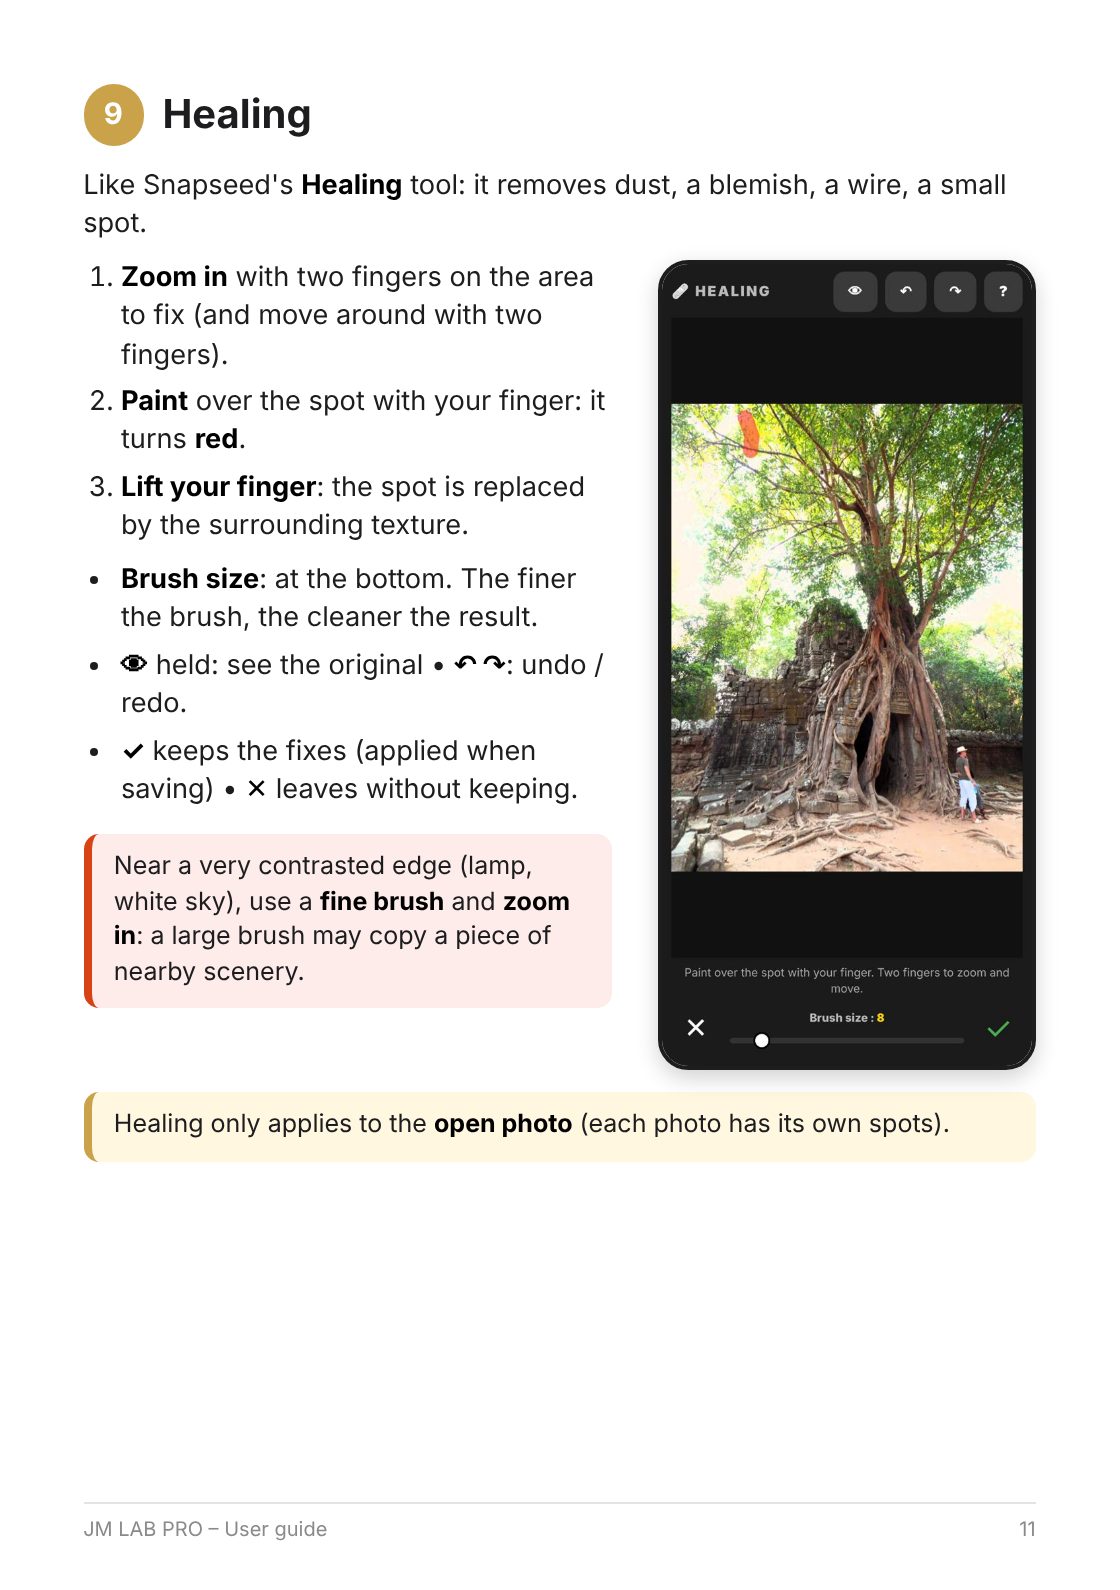 9 Healing
Like Snapseed's Healing tool: it removes dust, a blemish, a wire, a small
spot.
1. Zoom in with two fingers on the area
to fix (and move around with two
fingers).
2. Paint over the spot with your finger: it
turns red.
3. Lift your finger: the spot is replaced
by the surrounding texture.
• Brush size: at the bottom. The finer
the brush, the cleaner the result.
• 👁 held: see the original • ↶ ↷: undo /
redo.
• ✓ keeps the fixes (applied when
saving) • ✕ leaves without keeping.
Near a very contrasted edge (lamp,
white sky), use a fine brush and zoom
in: a large brush may copy a piece of
nearby scenery.
HEALING
?
Paint over the spot with your finger. Two fingers to zoom and
move.
Brush size : 8
Healing only applies to the open photo (each photo has its own spots).
JM LAB PRO – User guide
11